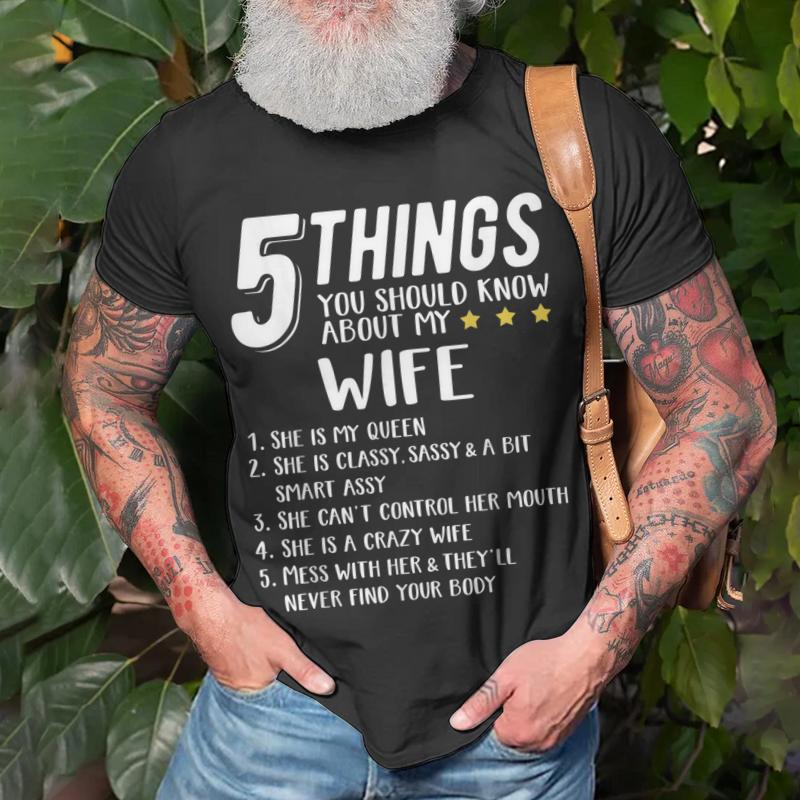 5 THINGS
YOU SHOULD KNOW
ABOUT MY
WIFE
1. SHE IS MY QUEEN
2. SHE IS CLASSY, SASSY & A BIT
SMART ASSY
3. SHE CAN'T CONTROL HER MOUTH
4. SHE IS A CRAZY WIFE
5. MESS WITH HER & THEY'LL
NEVER FIND YOUR BODY